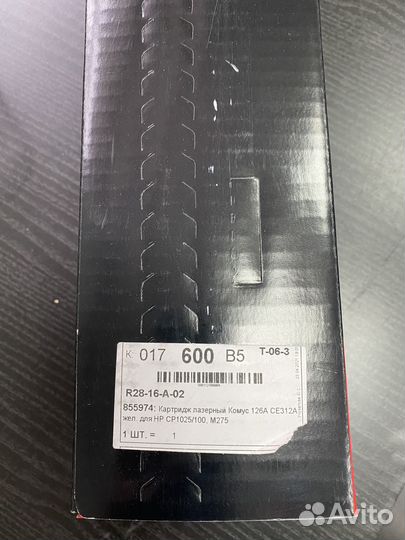 К. 017 600 B5 T-06-3
R28-16-A-02
855974: Картридж лазерный Комус 126А CE312A
жел. для HP CP1025/100, M275
1 ШТ. = 1
Avito